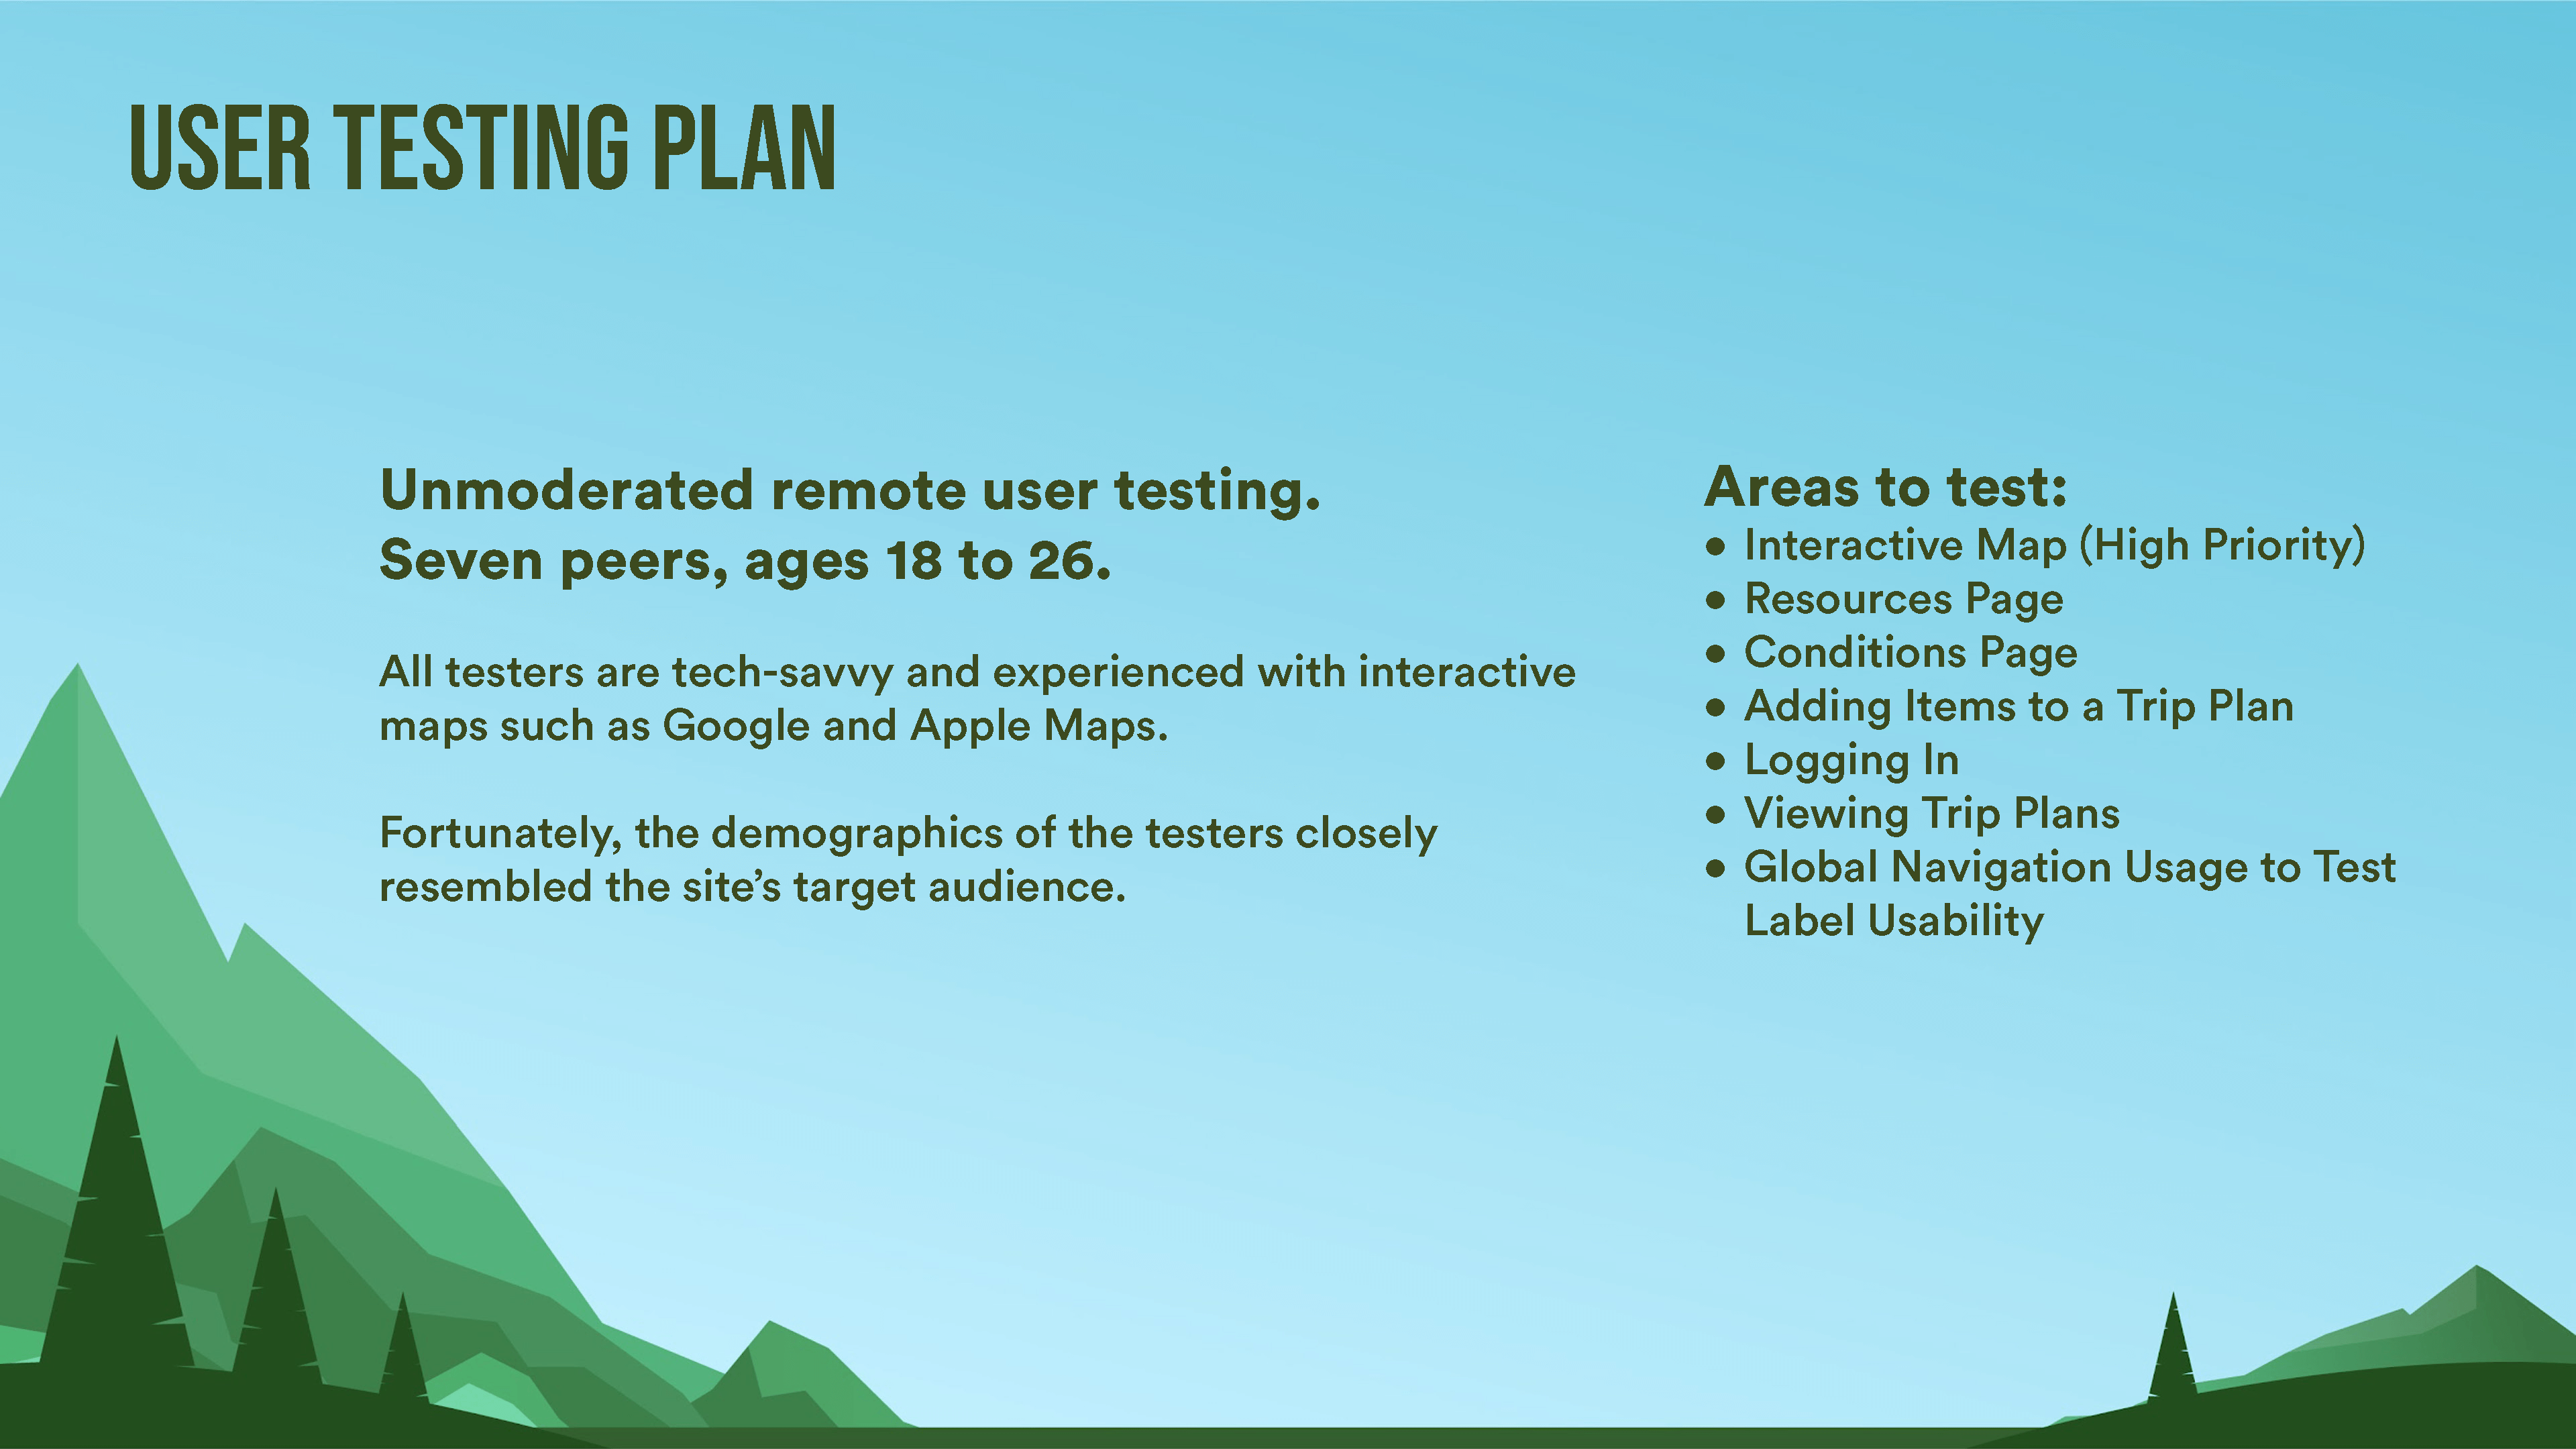 USER TESTING PLAN
Unmoderated remote user testing.
Seven peers, ages 18 to 26.
All testers are tech-savvy and experienced with interactive
maps such as Google and Apple Maps.
Fortunately, the demographics of the testers closely
resembled the site’s target audience.
Areas to test:
● Interactive Map (High Priority)
● Resources Page
● Conditions Page
● Adding Items to a Trip Plan
● Logging In
● Viewing Trip Plans
● Global Navigation Usage to Test
Label Usability